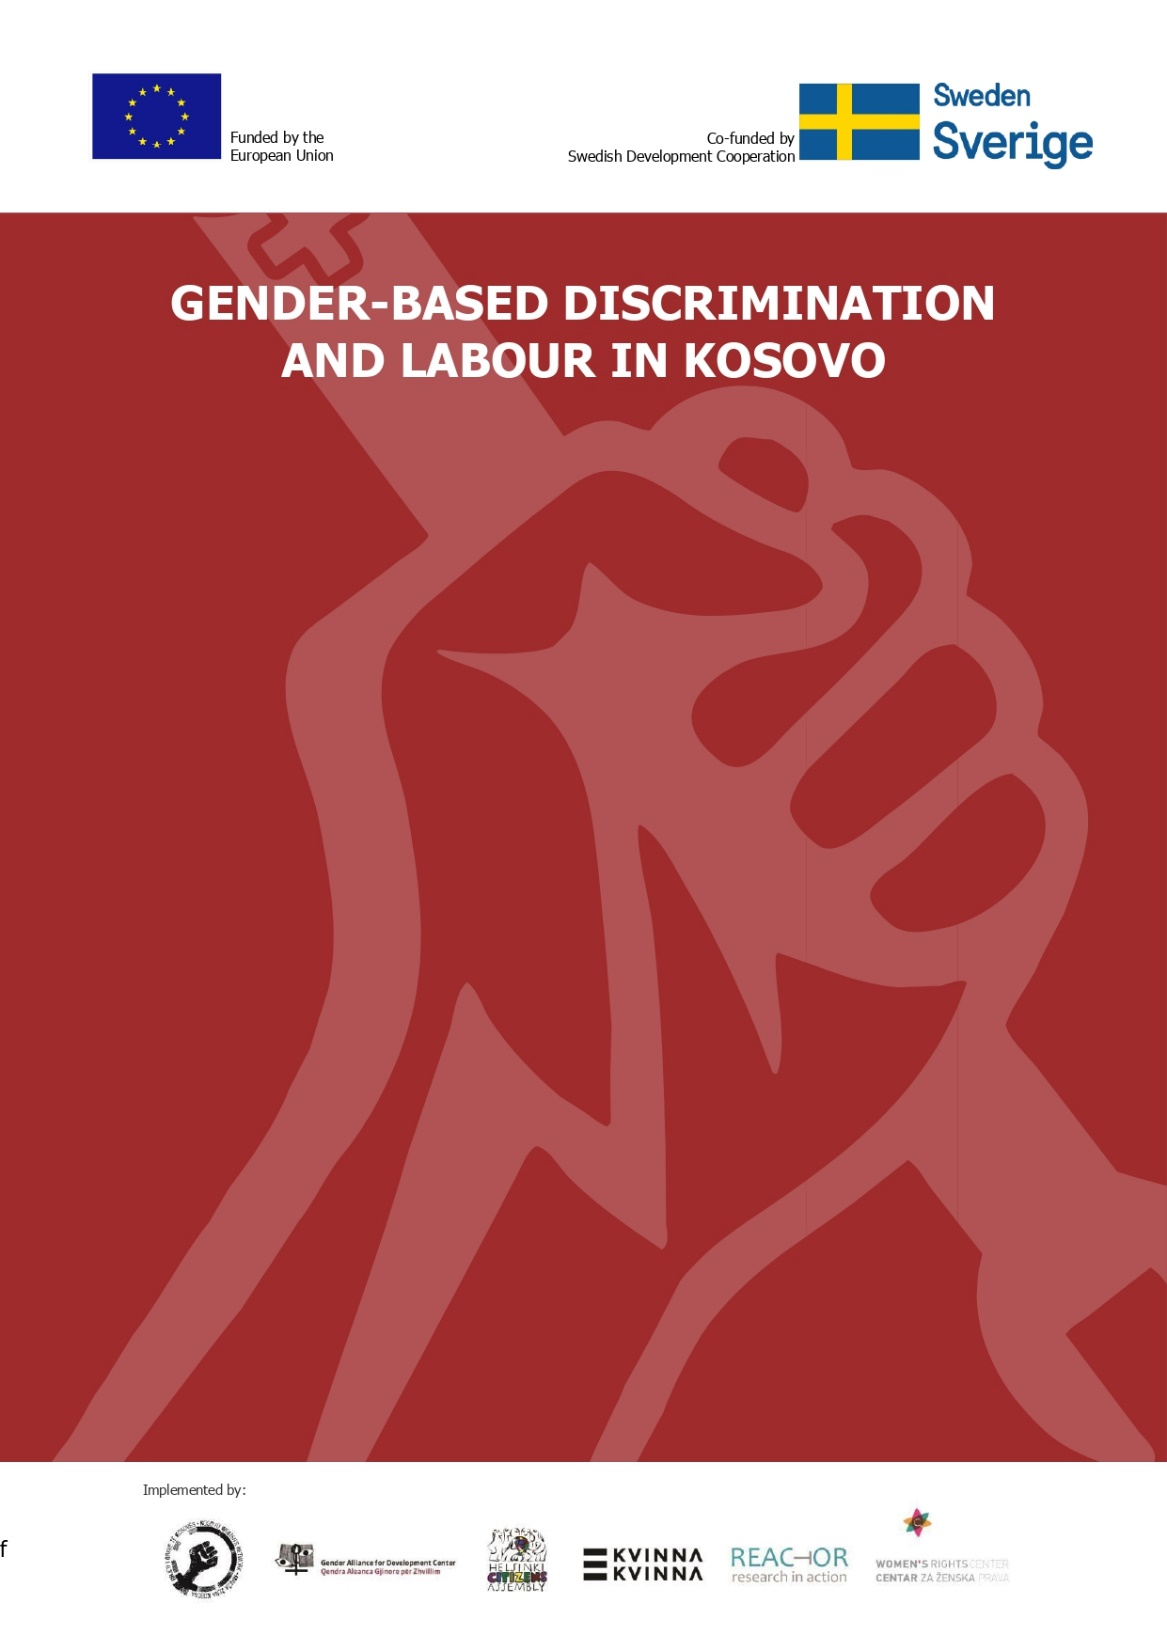 Funded by the
European Union
Co-funded by
Swedish Development Cooperation
Sweden
Sverige
GENDER-BASED DISCRIMINATION
AND LABOUR IN KOSOVO
Implemented by:
f
Gender Alliance for Development Center
Qendra Aleanca Gjinore për Zhvillim
HELSINKI
CITIZENS
ASSEMBLY
KVINNA
KVINNA
REACTOR
research in action
WOMEN'S RIGHTS CENTER
CENTAR ZA ŽENSKA PRAVA